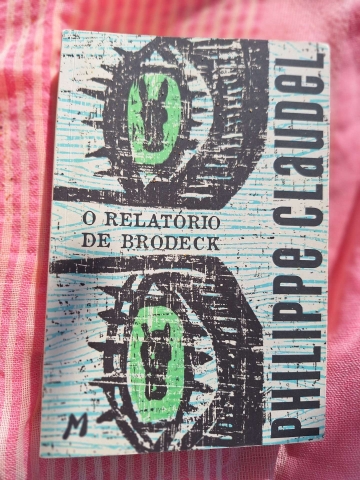 PHILIPPE CLAUDEL
O RELATÓRIO
DE BRODECK
M